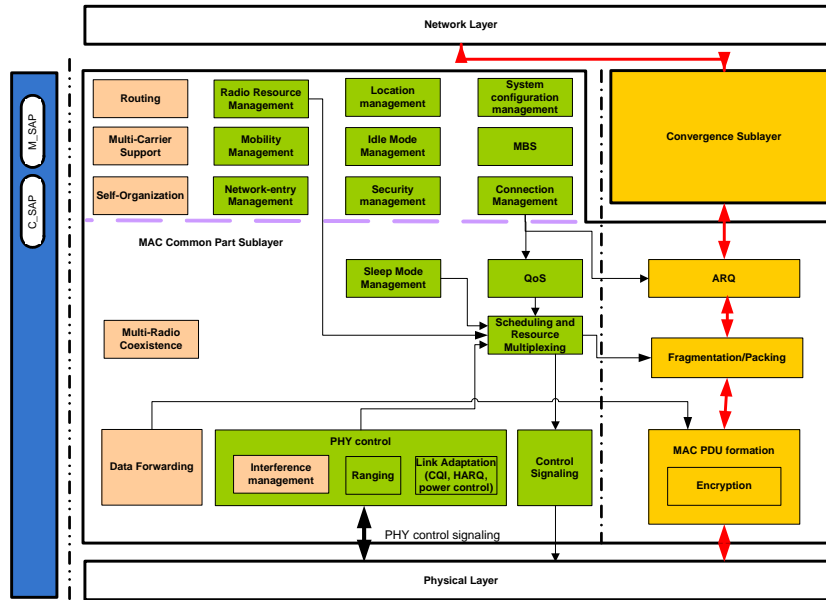 Network Layer
M_SAP
C_SAP
Routing
Radio Resource
Management
Location
management
System
configuration
management
Convergence Sublayer
Multi-Carrier
Support
Mobility
Management
Idle Mode
Management
MBS
Self-Organization
Network-entry
Management
Security
management
Connection
Management
MAC Common Part Sublayer
Sleep Mode
Management
QoS
ARQ
Multi-Radio
Coexistence
Scheduling and
Resource
Multiplexing
Fragmentation/Packing
Data Forwarding
PHY control
Interference
management
Ranging
Link Adaptation
(CQI, HARQ,
power control)
Control
Signaling
MAC PDU formation
Encryption
PHY control signaling
Physical Layer